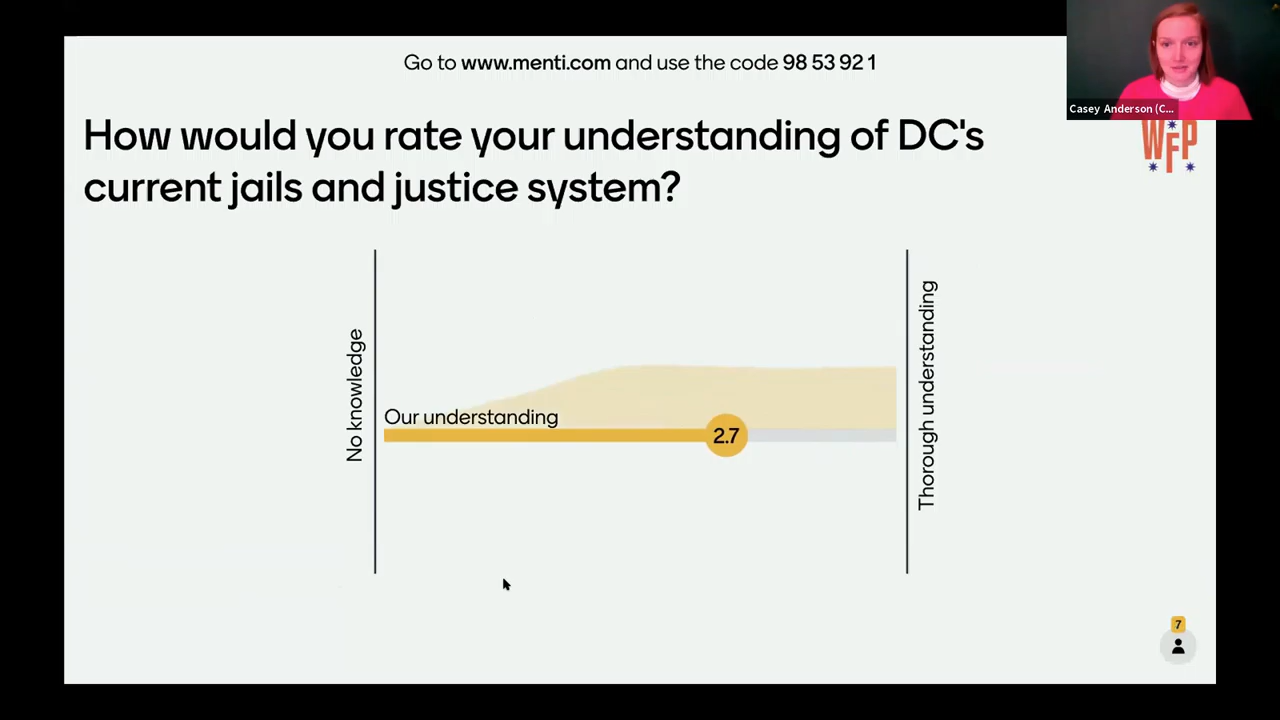 Go to www.menti.com and use the code 98 53 92 1
Casey Anderson (C...
WFP
How would you rate your understanding of DC's
current jails and justice system?
No knowledge
Our understanding
2.7
Thorough understanding
7